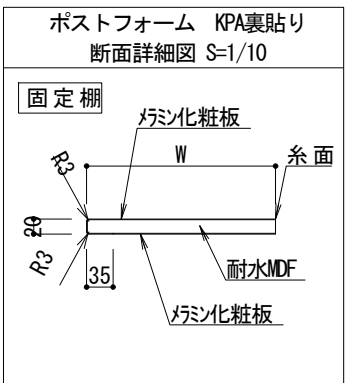 ポストフォーム KPA裏貼り
断面詳細図 S=1/10
固定棚
メラミン化粧板
R3
W
糸面
20
R3
35
耐水MDF
メラミン化粧板